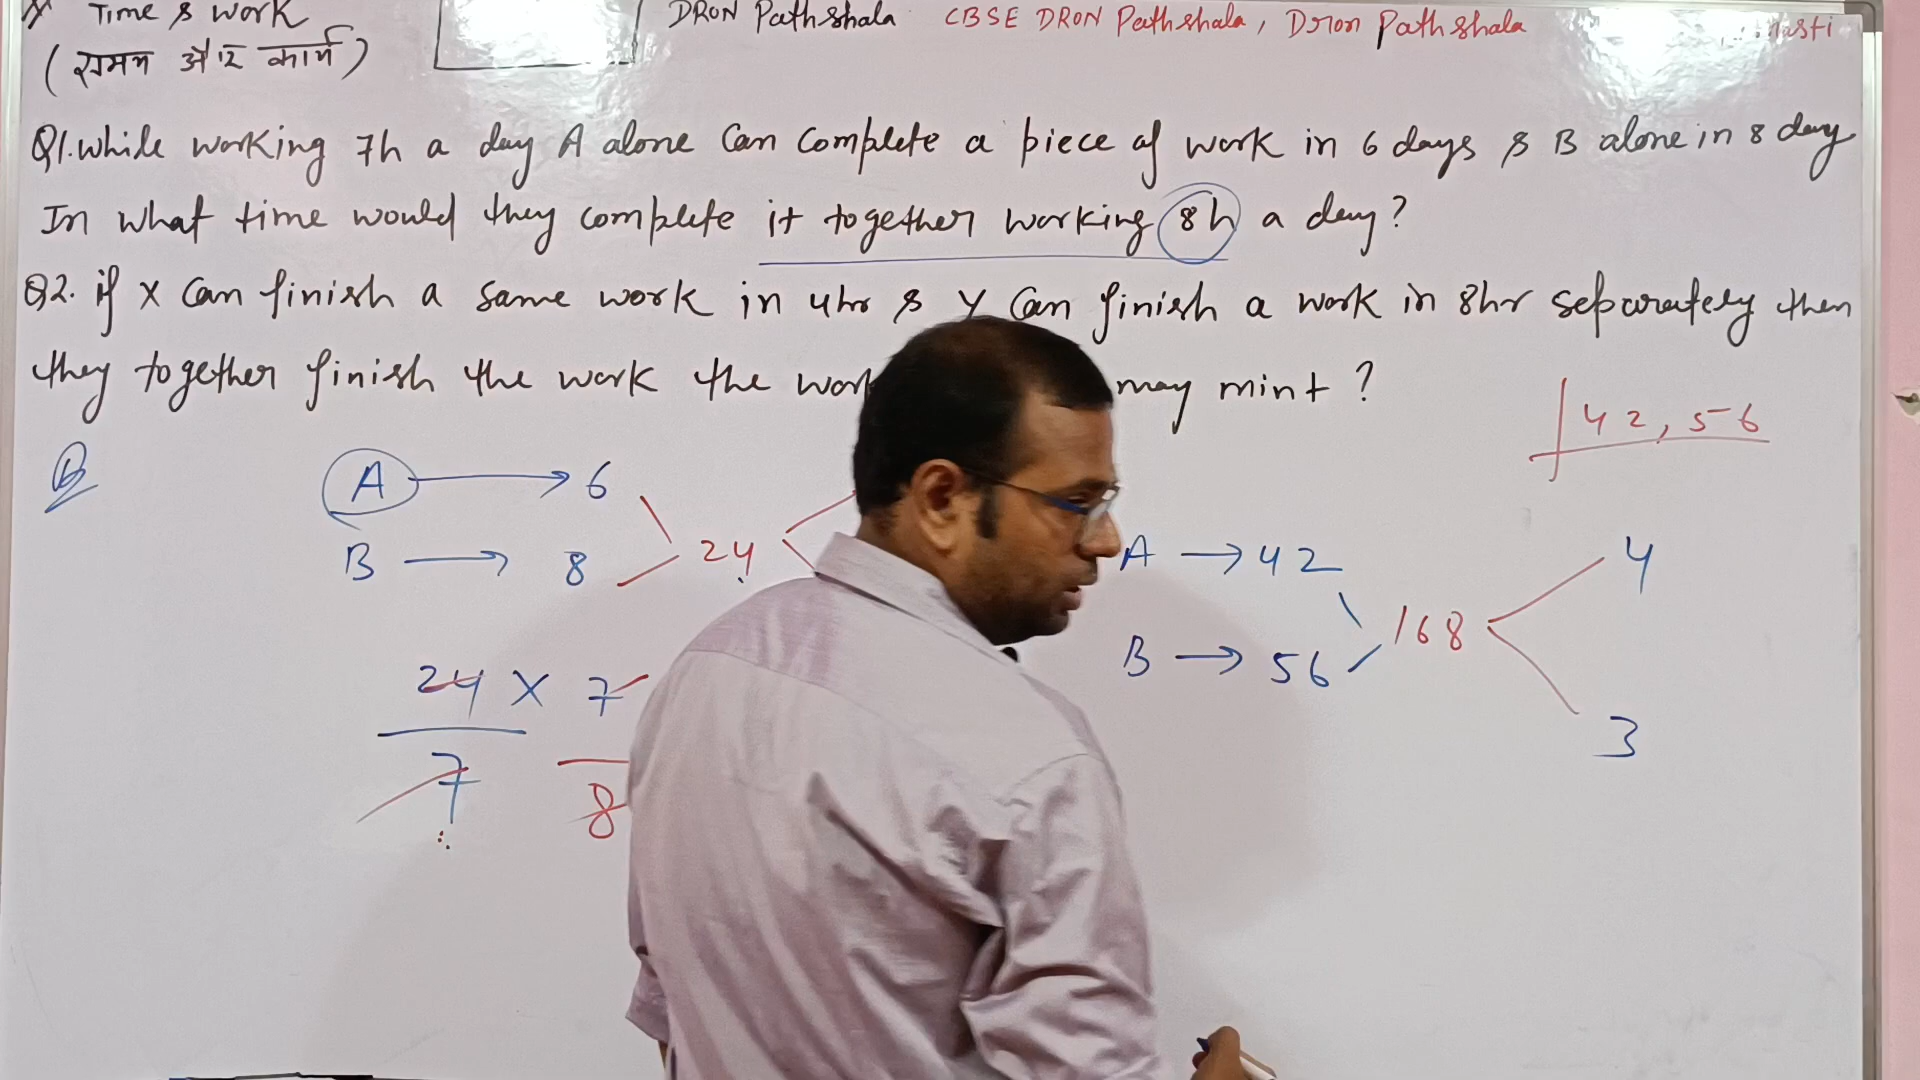 Time & Work
(समय और कार्य)
DRON Pathshala CBSE DRON Pathshala, Dron Pathshala
Q1. While working 7h a day A alone Can Complete a piece of work in 6 days & B alone in 8 day
In what time would they complete it together working 8h a day?
Q2. if X Can finish a same work in 4hr & Y Can finish a work in 8hr separately then
they together finish the work the may mint?
42, 56
A → 6
B → 8
24
24 × 7
7 8
A → 42
B → 56
168
4
3